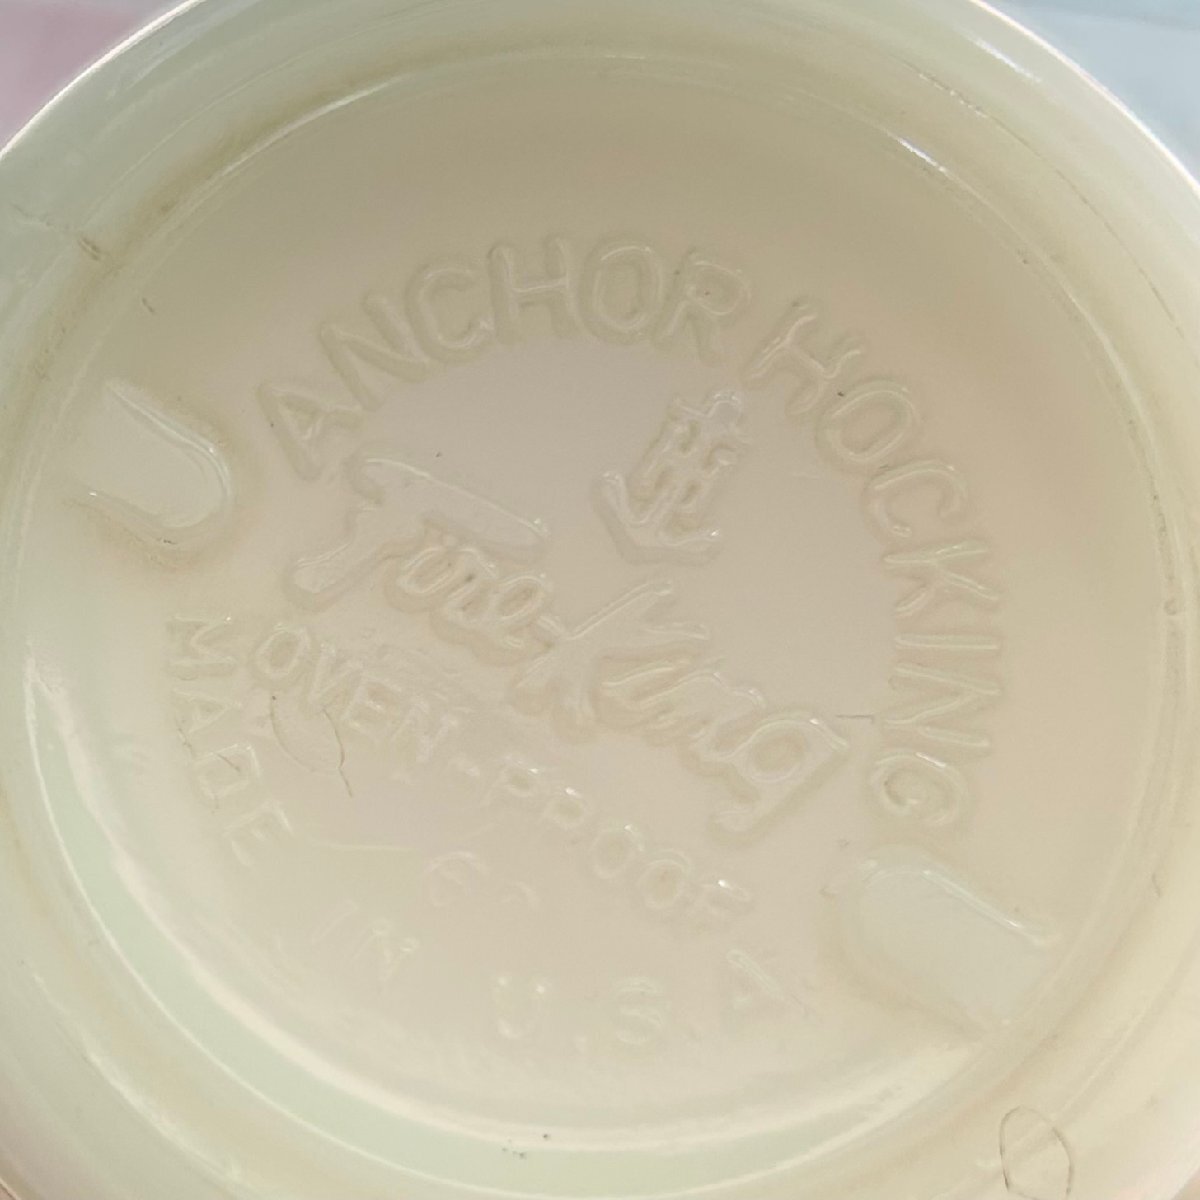 ANCHOR HOCKING
Fire-King
OVEN-PROOF
MADE IN U.S.A